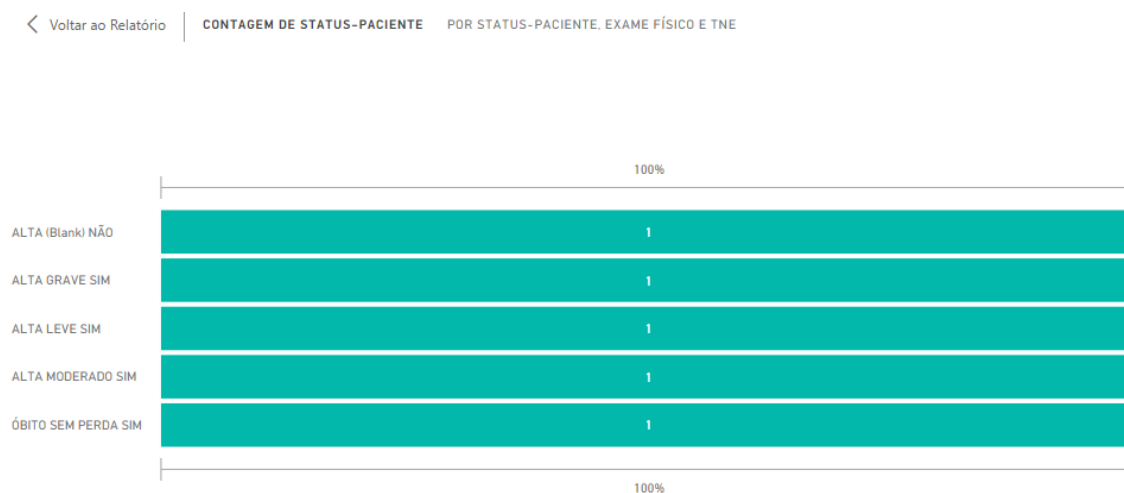 Voltar ao Relatório CONTAGEM DE STATUS-PACIENTE POR STATUS-PACIENTE, EXAME FÍSICO E TNE
100%
ALTA (Blank) NÃO 1
ALTA GRAVE SIM 1
ALTA LEVE SIM 1
ALTA MODERADO SIM 1
ÓBITO SEM PERDA SIM 1
100%